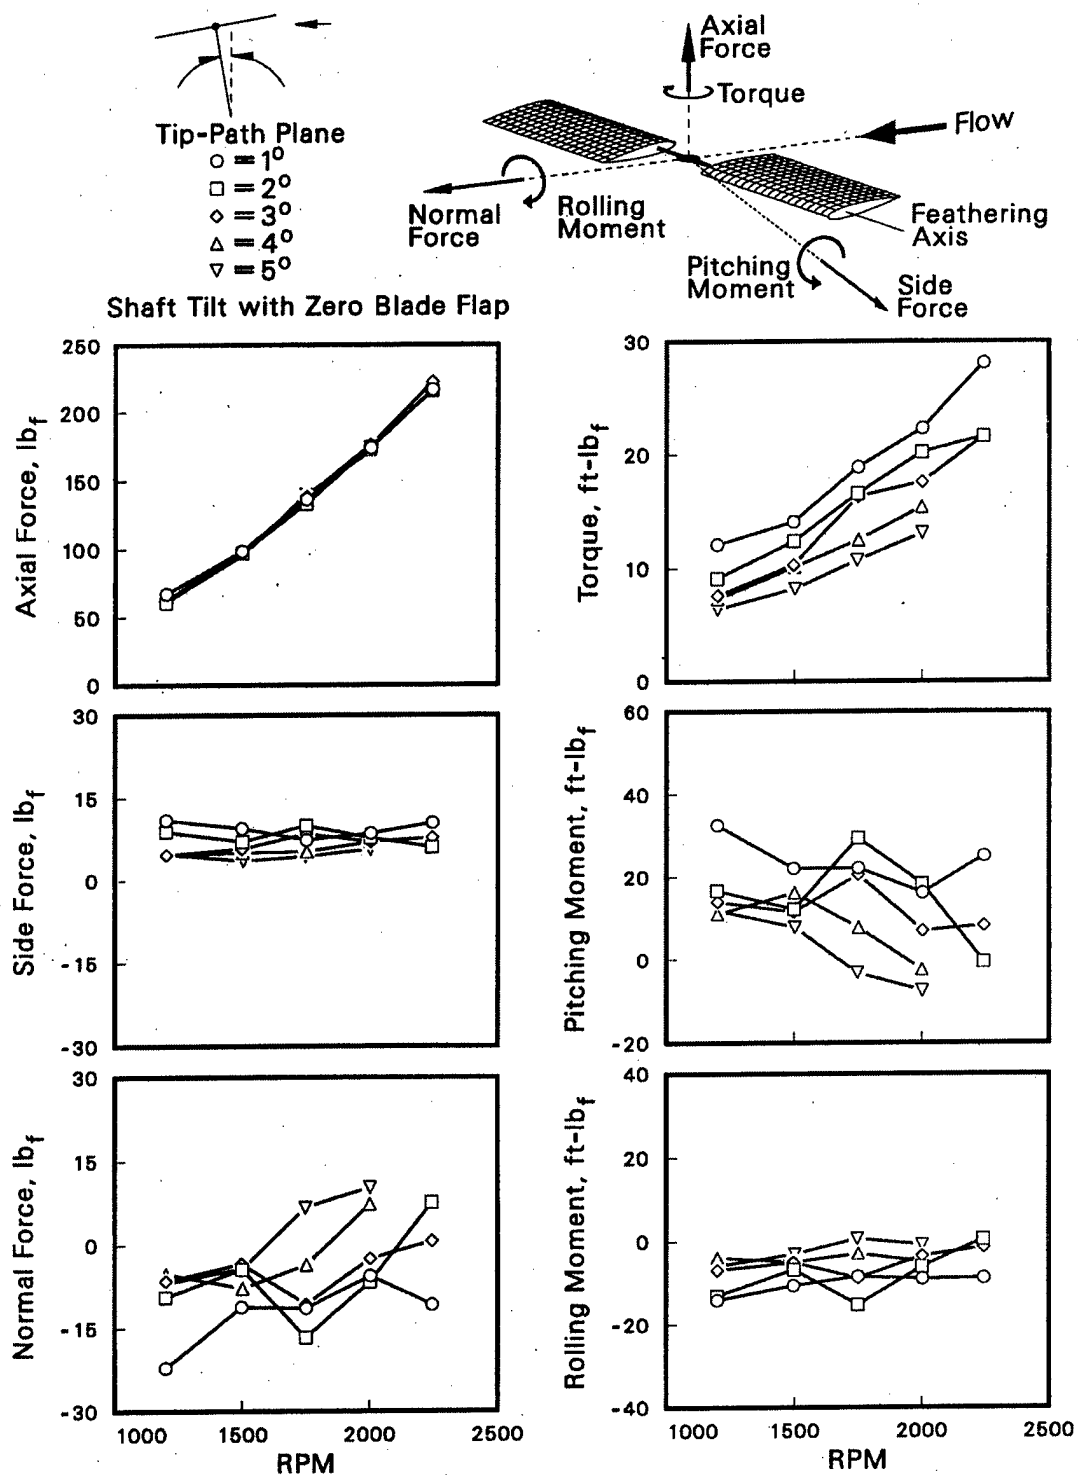 Axial
Force
Torque
Flow
Tip-Path Plane
○ = 1°
□ = 2°
◇ = 3°
△ = 4°
▽ = 5°
Shaft Tilt with Zero Blade Flap
Normal
Force
Rolling
Moment
Feathering
Axis
Pitching
Moment
Side
Force
Axial Force, lbf
250
200
150
100
50
0
Torque, ft-lbf
30
20
10
0
Side Force, lbf
30
15
0
-15
-30
Pitching Moment, ft-lbf
60
40
20
0
-20
Normal Force, lbf
30
15
0
-15
-30
1000 1500 2000 2500
RPM
Rolling Moment, ft-lbf
40
20
0
-20
-40
1000 1500 2000 2500
RPM